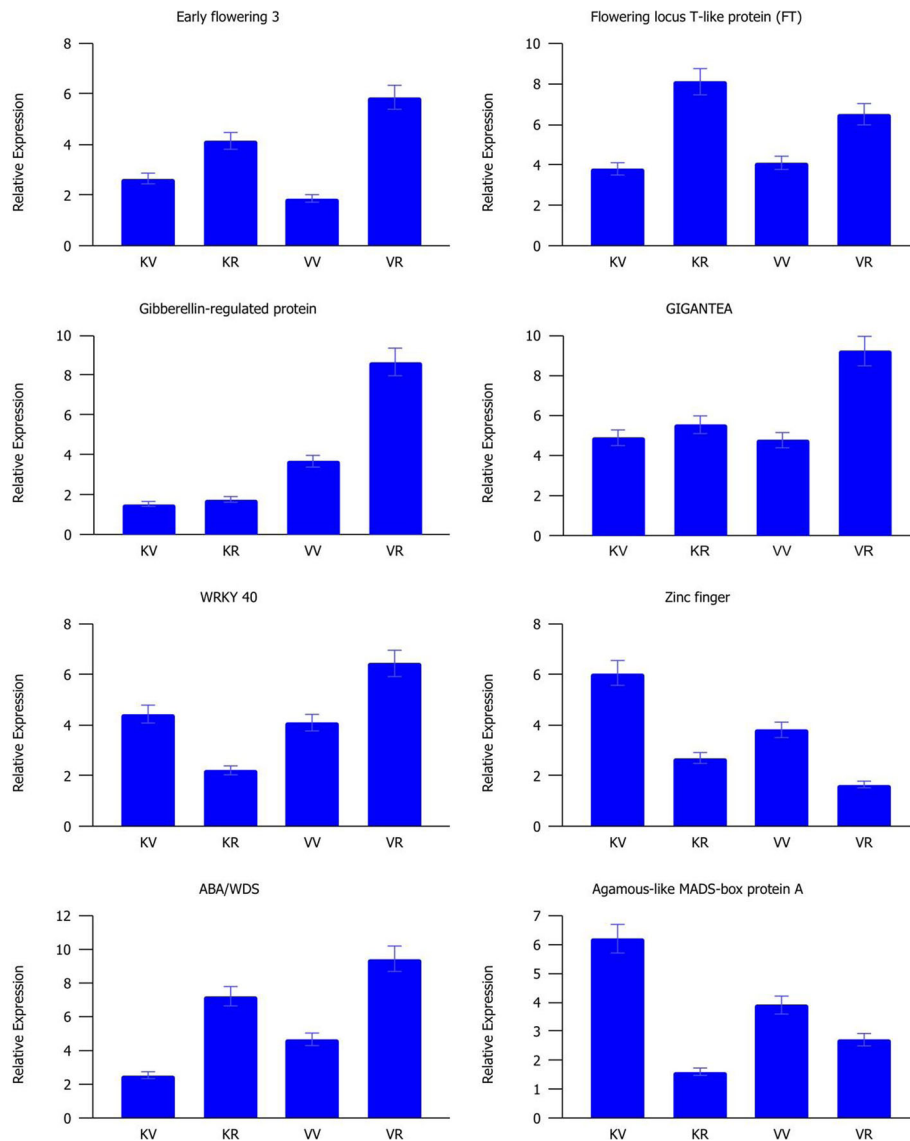 Early flowering 3
Relative Expression
8
6
4
2
0
KV KR VV VR
Flowering locus T-like protein (FT)
Relative Expression
10
8
6
4
2
0
KV KR VV VR
Gibberellin-regulated protein
Relative Expression
10
8
6
4
2
0
KV KR VV VR
GIGANTEA
Relative Expression
10
8
6
4
2
0
KV KR VV VR
WRKY 40
Relative Expression
8
6
4
2
0
KV KR VV VR
Zinc finger
Relative Expression
8
6
4
2
0
KV KR VV VR
ABA/WDS
Relative Expression
12
10
8
6
4
2
0
KV KR VV VR
Agamous-like MADS-box protein A
Relative Expression
7
6
5
4
3
2
1
0
KV KR VV VR